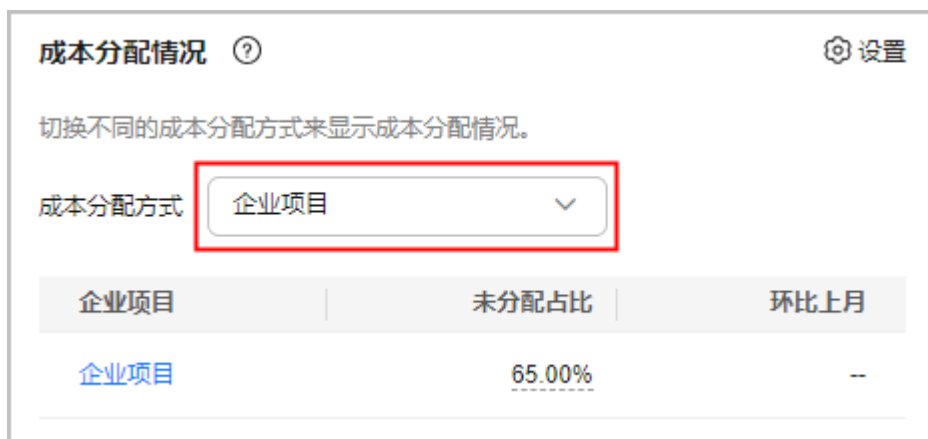 成本分配情况 ? 设置
切换不同的成本分配方式来显示成本分配情况。
成本分配方式 企业项目
企业项目 未分配占比 环比上月
企业项目 65.00% --